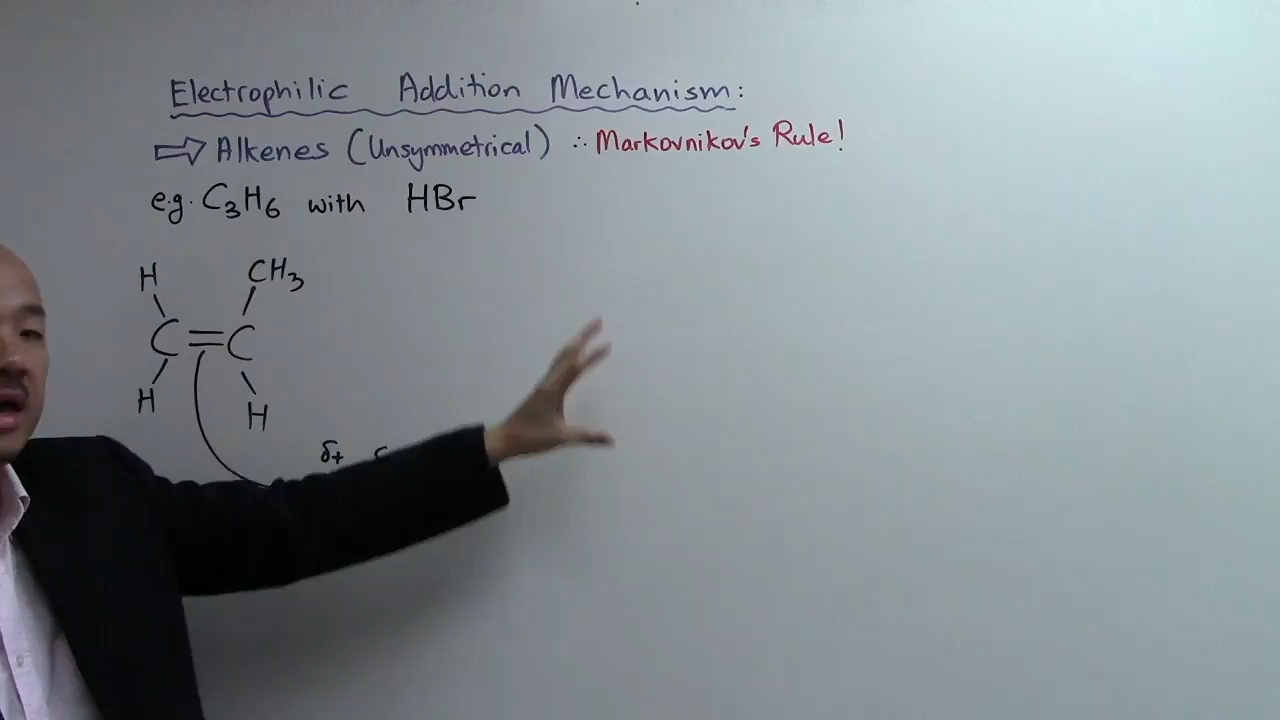 Electrophilic Addition Mechanism:
⇨ Alkenes (Unsymmetrical) ∴ Markovnikov's Rule!
e.g. C₃H₆ with HBr
H CH₃
C=C
H H
δ+